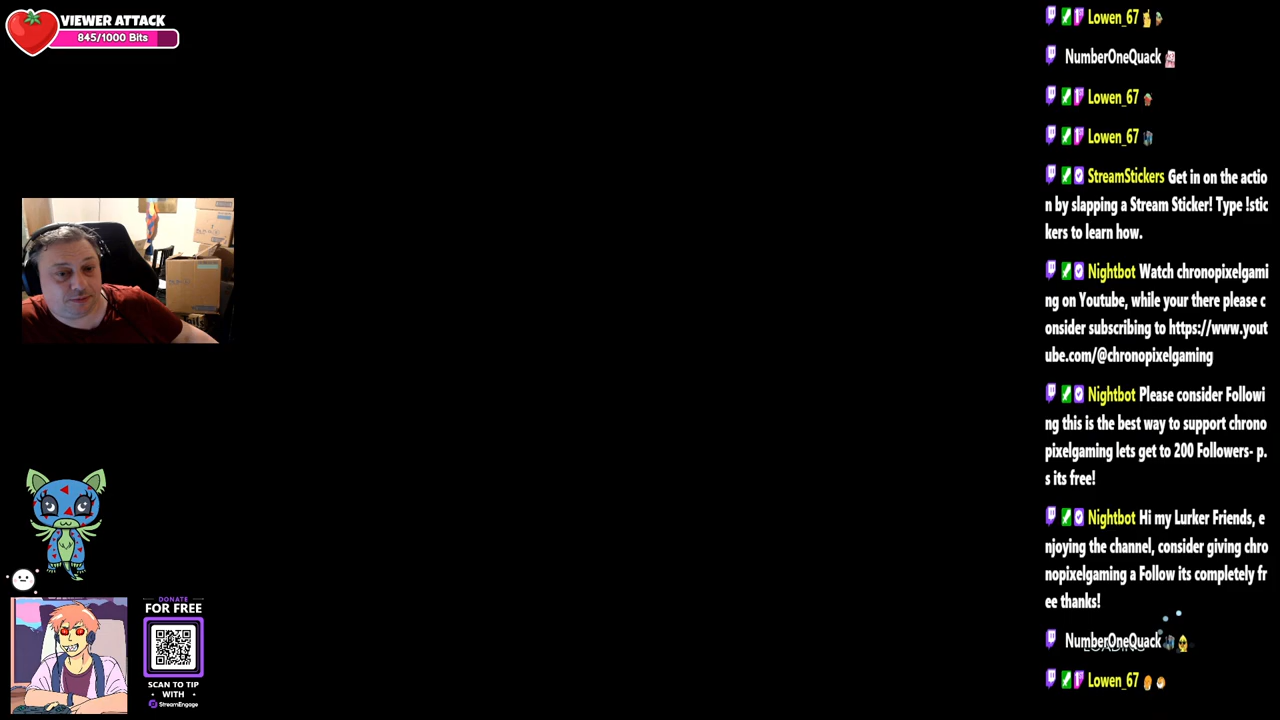 VIEWER ATTACK
845/1000 Bits
Lowen_67
NumberOneQuack
Lowen_67
Lowen_67
StreamStickers Get in on the actio
n by slapping a Stream Sticker! Type !stic
kers to learn how.
Nightbot Watch chronopixelgami
ng on Youtube, while your there please c
onsider subscribing to https://www.yout
ube.com/@chronopixelgaming
Nightbot Please consider Followi
ng this is the best way to support chrono
pixelgaming lets get to 200 Followers- p.
s its free!
Nightbot Hi my Lurker Friends, e
njoying the channel, consider giving chro
nopixelgaming a Follow its completely fr
ee thanks!
NumberOneQuack
LOADING
Lowen_67
DONATE
FOR FREE
SCAN TO TIP
WITH
StreamEngage